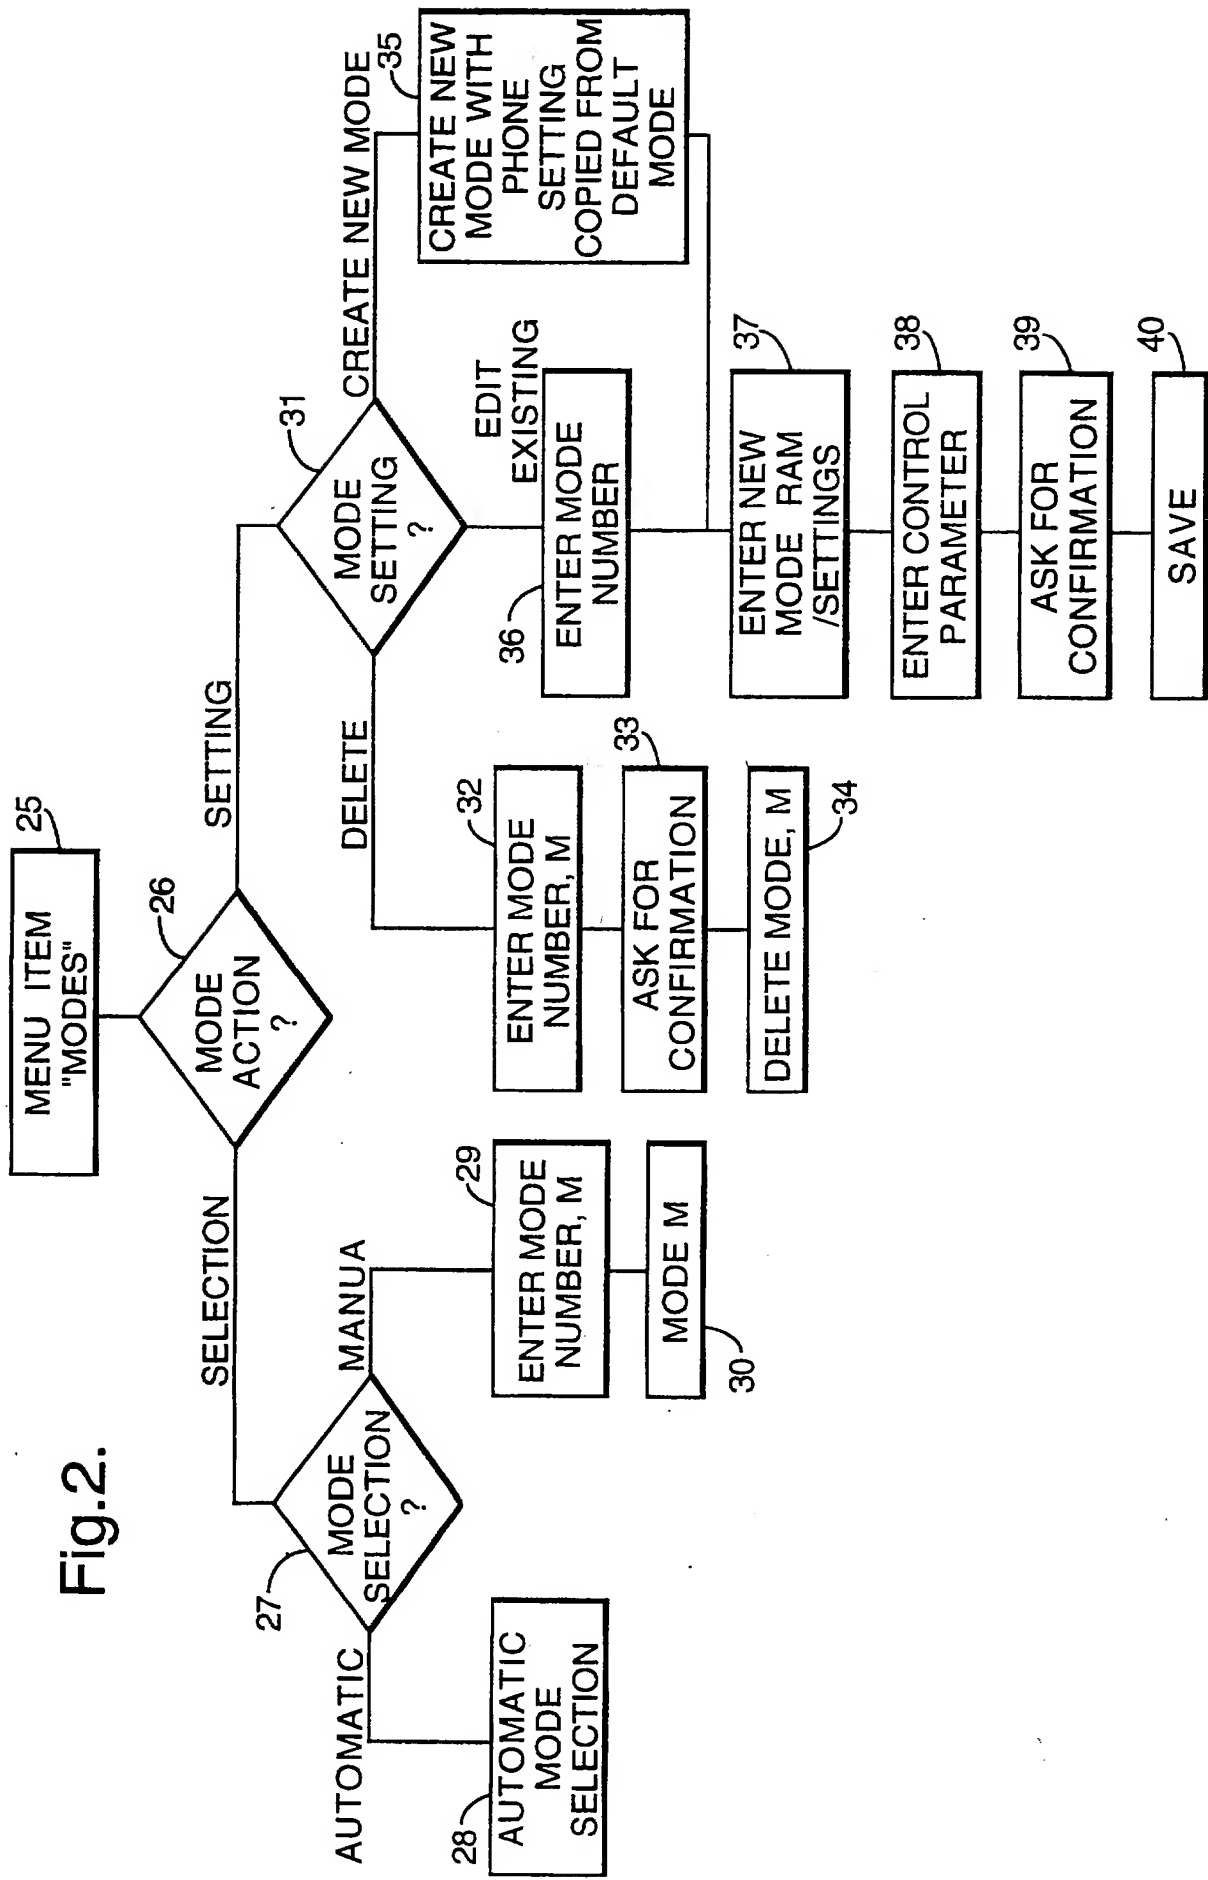 Fig.2.
MENU ITEM
"MODES"
25
MODE
ACTION
?
26
SELECTION
SETTING
MODE
SELECTION
?
27
AUTOMATIC
MANUA
AUTOMATIC
MODE
SELECTION
28
ENTER MODE
NUMBER, M
29
MODE M
30
MODE
SETTING
?
31
DELETE
EDIT
EXISTING
CREATE NEW MODE
ENTER MODE
NUMBER, M
32
ASK FOR
CONFIRMATION
33
DELETE MODE, M
34
CREATE NEW
MODE WITH
PHONE
SETTING
COPIED FROM
DEFAULT
MODE
35
ENTER MODE
NUMBER
36
ENTER NEW
MODE RAM
/SETTINGS
37
ENTER CONTROL
PARAMETER
38
ASK FOR
CONFIRMATION
39
SAVE
40